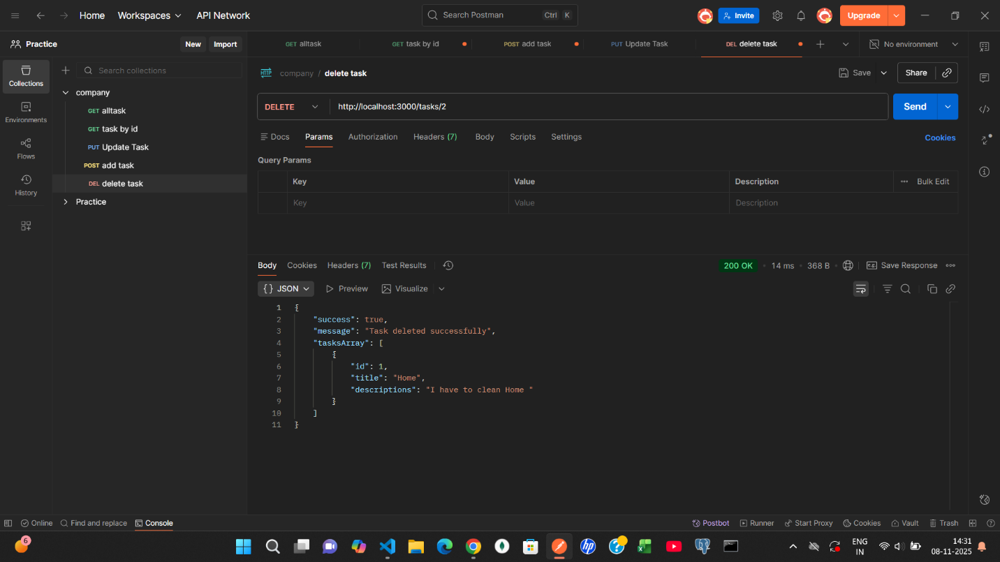 Home Workspaces API Network Search Postman Ctrl K Invite Upgrade
Practice New Import GET alltask GET task by id POST add task PUT Update Task DEL delete task No environment
Collections
Environments
Flows
History
Search collections
company
GET alltask
GET task by id
PUT Update Task
POST add task
DEL delete task
Practice
HTTP company / delete task Save Share
DELETE http://localhost:3000/tasks/2 Send
Docs Params Authorization Headers (7) Body Scripts Settings Cookies
Query Params
Key Value Description Bulk Edit
Key Value Description
Body Cookies Headers (7) Test Results 200 OK 14 ms 368 B e.g. Save Response
{} JSON Preview Visualize
1 {
2 "success": true,
3 "message": "Task deleted successfully",
4 "tasksArray": [
5 {
6 "id": 1,
7 "title": "Home",
8 "descriptions": "I have to clean Home "
9 }
10 ]
11 }
Online Find and replace Console Postbot Runner Start Proxy Cookies Vault Trash
6 hp ? ENG IN 14:31 08-11-2025